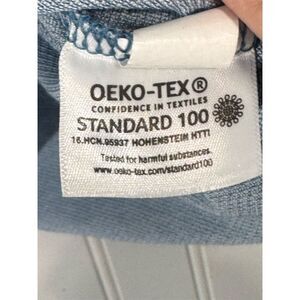 OEKO-TEX®
CONFIDENCE IN TEXTILES
STANDARD 100
16.HCN.95937 HOHENSTEIN HTTI
Tested for harmful substances.
www.oeko-tex.com/standard100